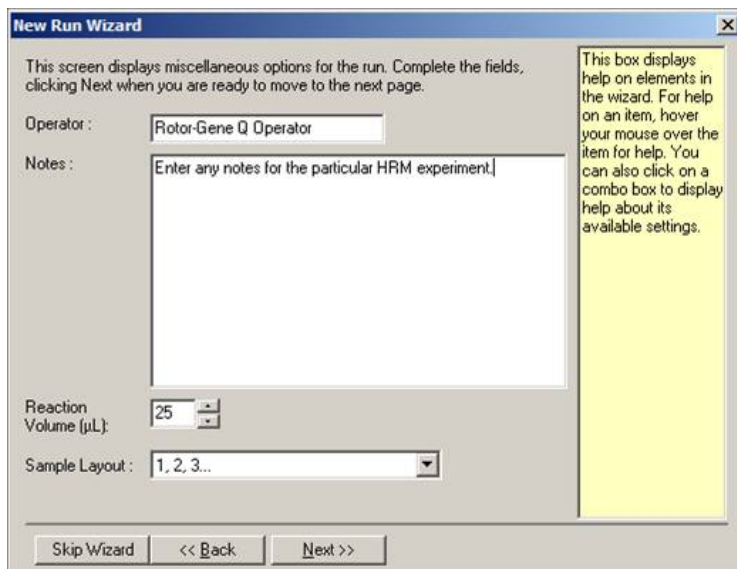 New Run Wizard
This screen displays miscellaneous options for the run. Complete the fields,
clicking Next when you are ready to move to the next page.
Operator :
Rotor-Gene Q Operator
Notes :
Enter any notes for the particular HRM experiment.
Reaction
Volume (µL):
25
Sample Layout :
1, 2, 3...
This box displays
help on elements in
the wizard. For help
on an item, hover
your mouse over the
item for help. You
can also click on a
combo box to display
help about its
available settings.
Skip Wizard
<< Back
Next >>